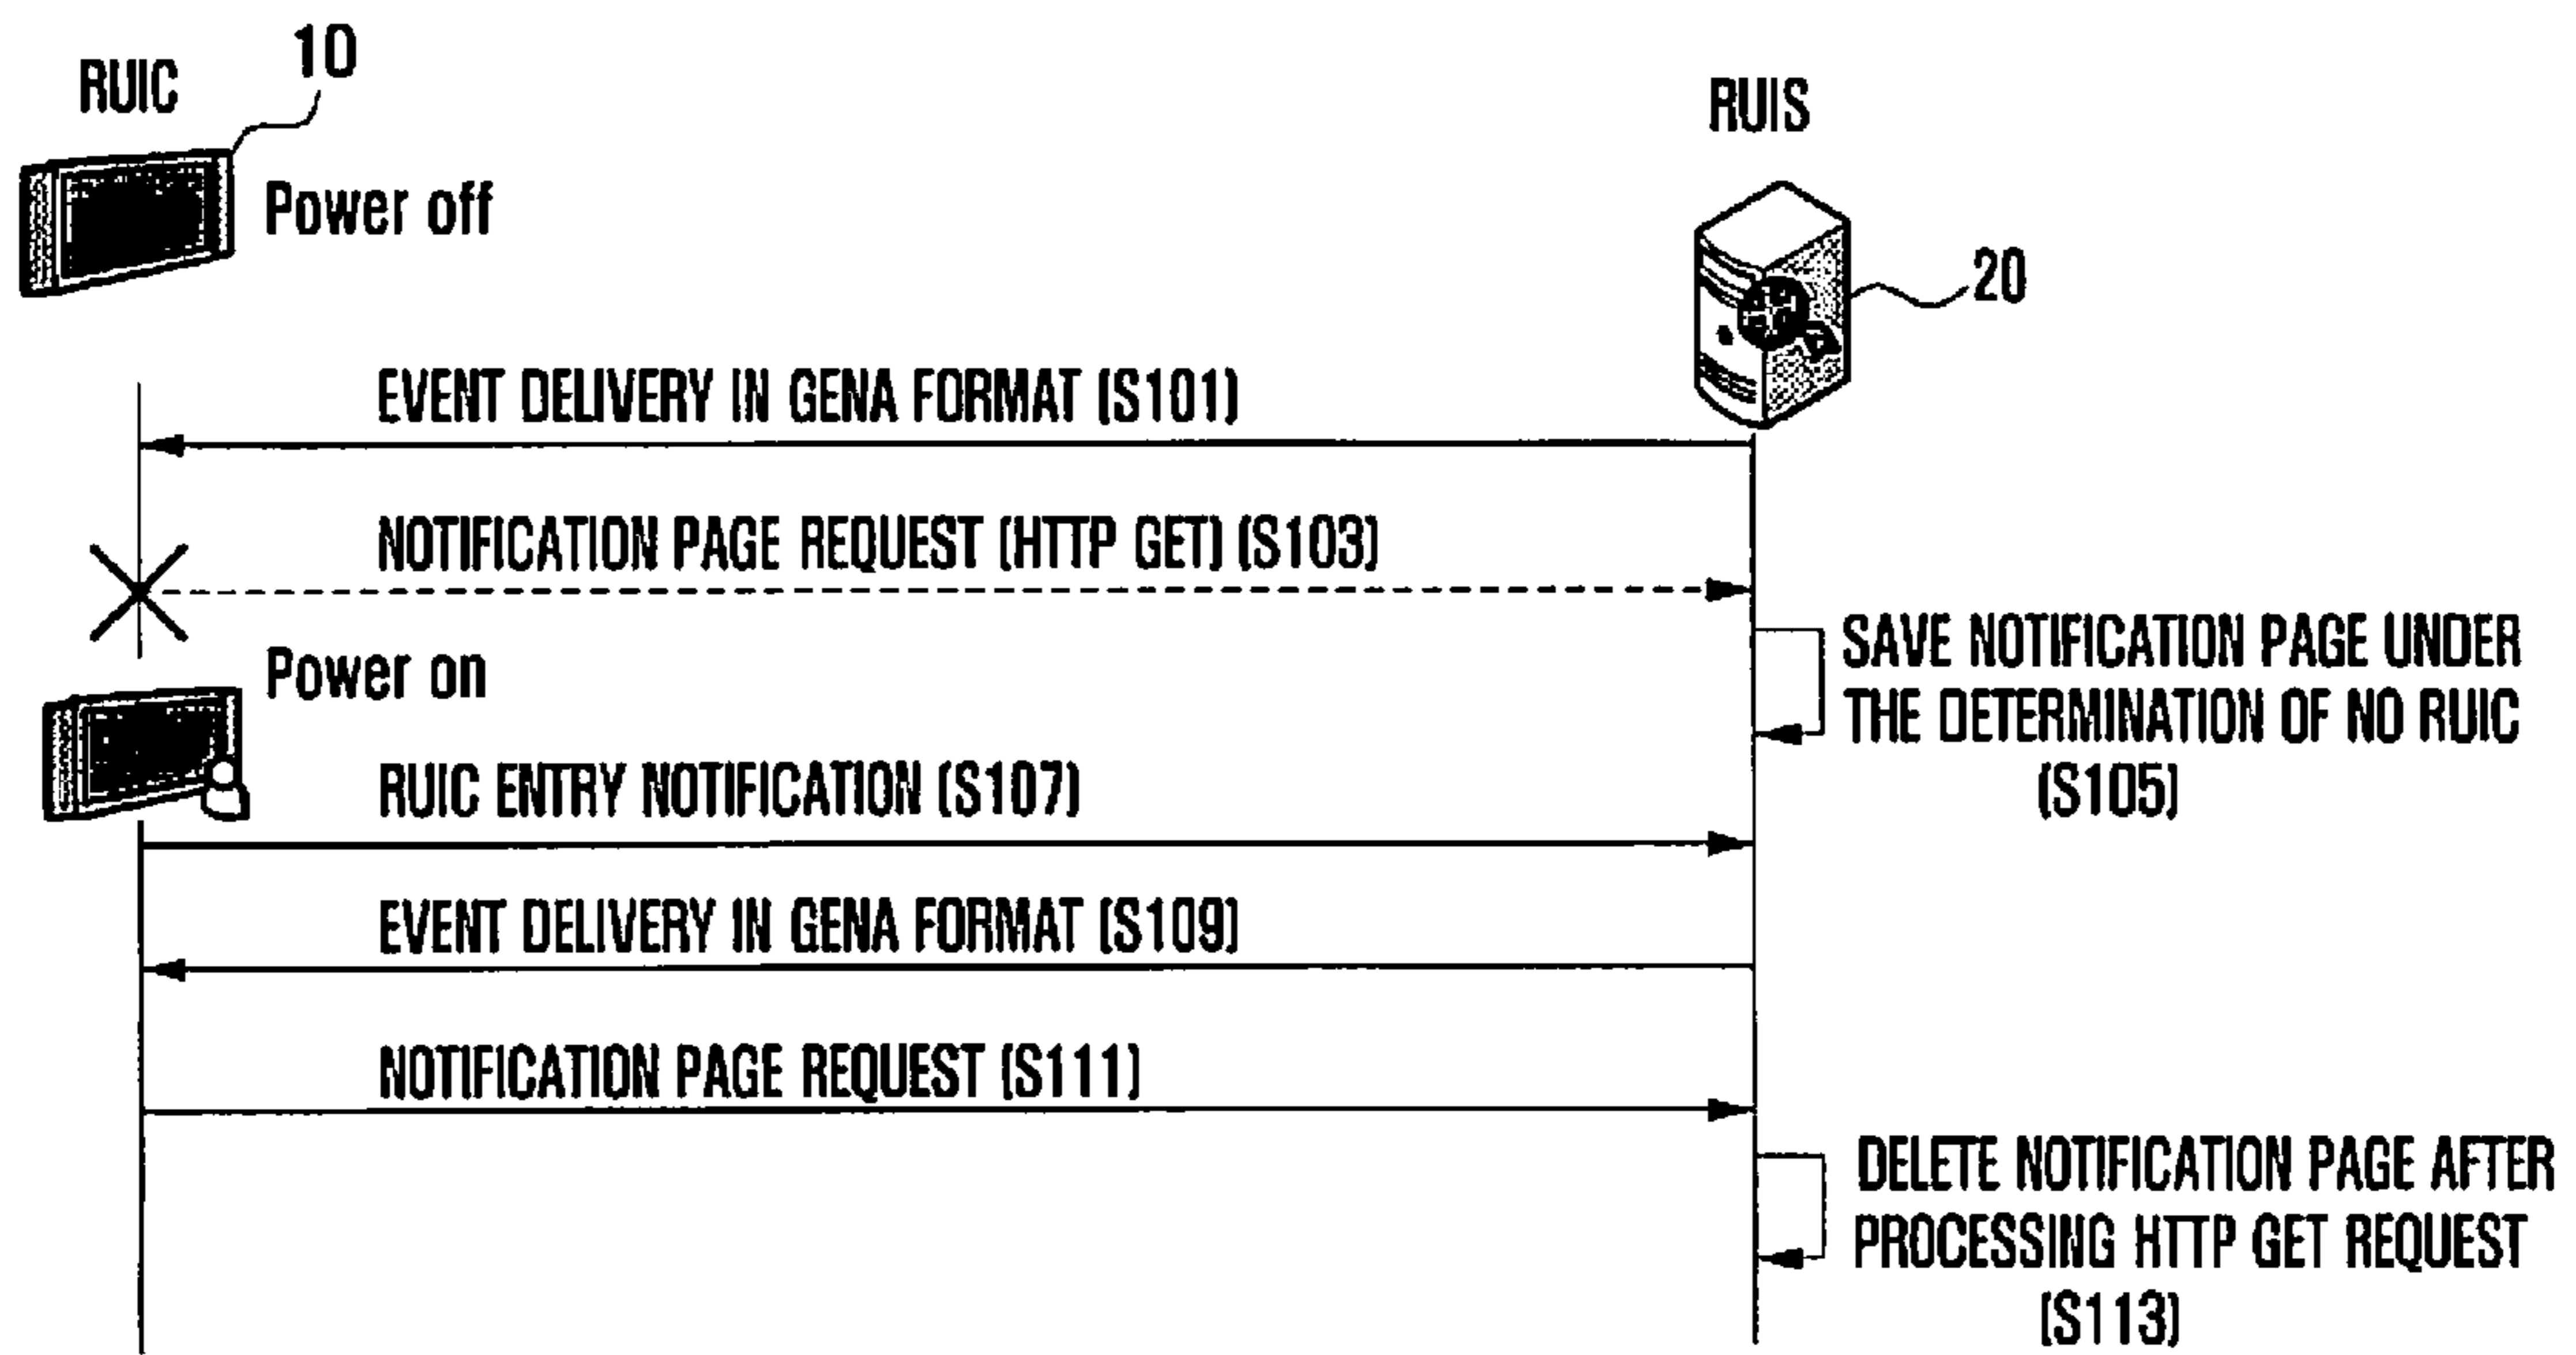 RUIC
10
Power off
RUIS
20
EVENT DELIVERY IN GENA FORMAT (S101)
NOTIFICATION PAGE REQUEST (HTTP GET) (S103)
SAVE NOTIFICATION PAGE UNDER
THE DETERMINATION OF NO RUIC
(S105)
Power on
RUIC ENTRY NOTIFICATION (S107)
EVENT DELIVERY IN GENA FORMAT (S109)
NOTIFICATION PAGE REQUEST (S111)
DELETE NOTIFICATION PAGE AFTER
PROCESSING HTTP GET REQUEST
(S113)